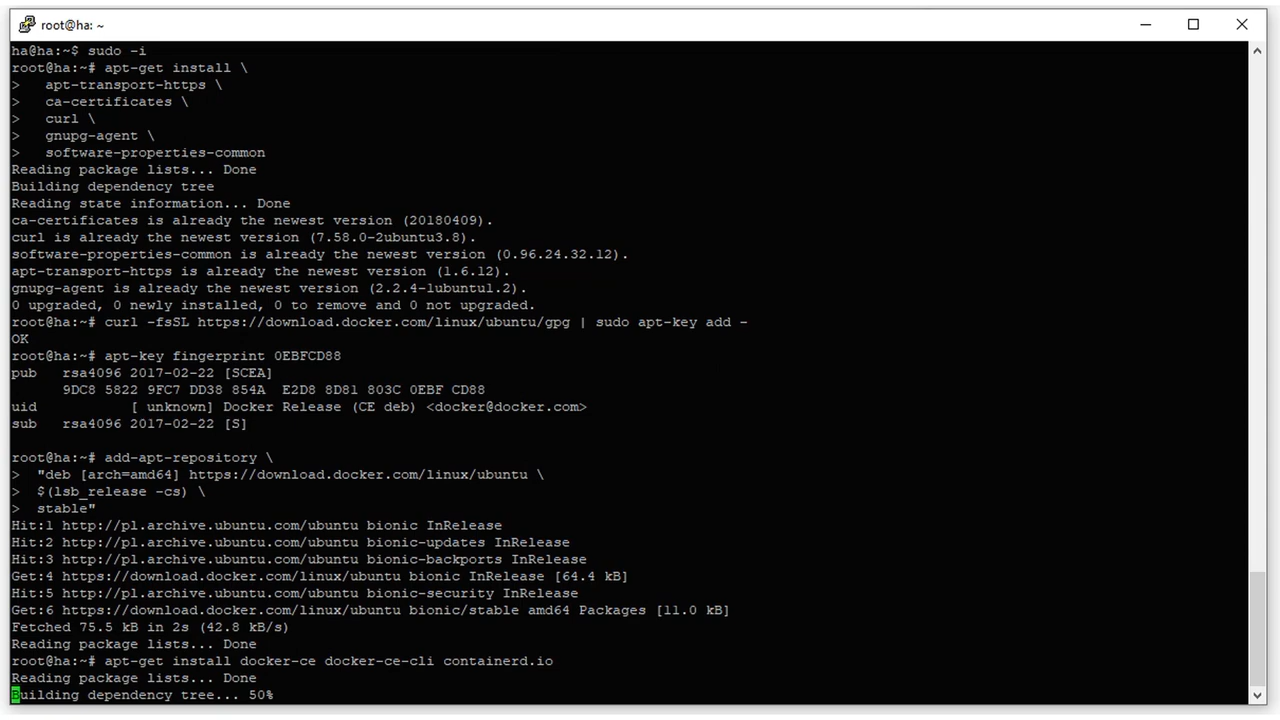 root@ha: ~
ha@ha:~$ sudo -i
root@ha:~# apt-get install \
>   apt-transport-https \
>   ca-certificates \
>   curl \
>   gnupg-agent \
>   software-properties-common
Reading package lists... Done
Building dependency tree
Reading state information... Done
ca-certificates is already the newest version (20180409).
curl is already the newest version (7.58.0-2ubuntu3.8).
software-properties-common is already the newest version (0.96.24.32.12).
apt-transport-https is already the newest version (1.6.12).
gnupg-agent is already the newest version (2.2.4-1ubuntu1.2).
0 upgraded, 0 newly installed, 0 to remove and 0 not upgraded.
root@ha:~# curl -fsSL https://download.docker.com/linux/ubuntu/gpg | sudo apt-key add -
OK
root@ha:~# apt-key fingerprint 0EBFCD88
pub   rsa4096 2017-02-22 [SCEA]
      9DC8 5822 9FC7 DD38 854A  E2D8 8D81 803C 0EBF CD88
uid           [ unknown] Docker Release (CE deb) <docker@docker.com>
sub   rsa4096 2017-02-22 [S]
root@ha:~# add-apt-repository \
>  "deb [arch=amd64] https://download.docker.com/linux/ubuntu \
>  $(lsb_release -cs) \
>  stable"
Hit:1 http://pl.archive.ubuntu.com/ubuntu bionic InRelease
Hit:2 http://pl.archive.ubuntu.com/ubuntu bionic-updates InRelease
Hit:3 http://pl.archive.ubuntu.com/ubuntu bionic-backports InRelease
Get:4 https://download.docker.com/linux/ubuntu bionic InRelease [64.4 kB]
Hit:5 http://pl.archive.ubuntu.com/ubuntu bionic-security InRelease
Get:6 https://download.docker.com/linux/ubuntu bionic/stable amd64 Packages [11.0 kB]
Fetched 75.5 kB in 2s (42.8 kB/s)
Reading package lists... Done
root@ha:~# apt-get install docker-ce docker-ce-cli containerd.io
Reading package lists... Done
Building dependency tree... 50%